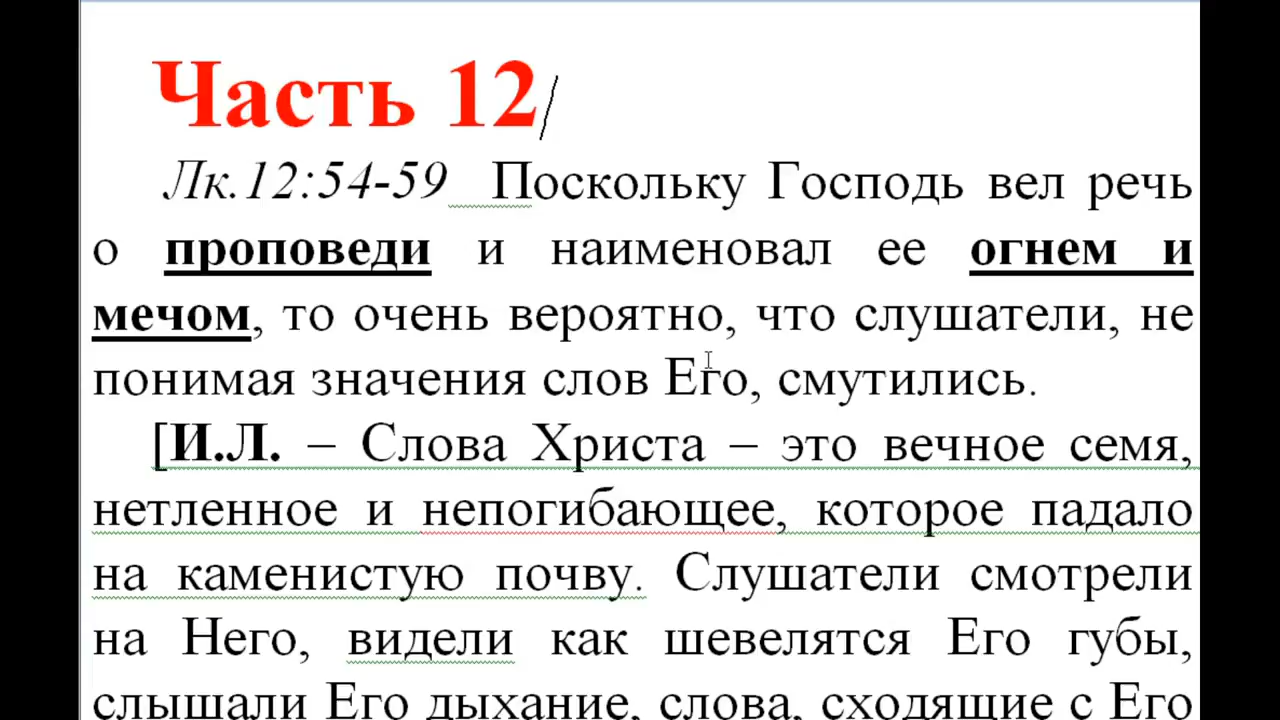 Часть 12
Лк.12:54-59 Поскольку Господь вел речь
о проповеди и наименовал ее огнем и
мечом, то очень вероятно, что слушатели, не
понимая значения слов Его, смутились.
[И.Л. – Слова Христа – это вечное семя,
нетленное и непогибающее, которое падало
на каменистую почву. Слушатели смотрели
на Него, видели как шевелятся Его губы,
слышали Его дыхание, слова, сходящие с Его